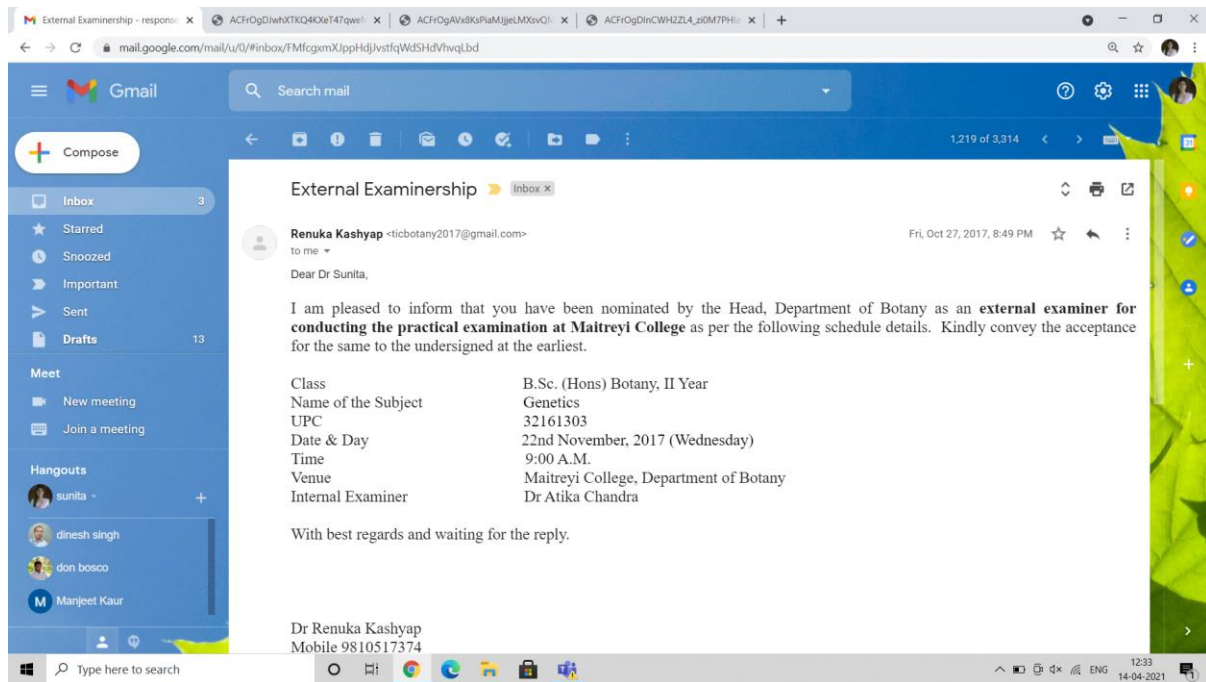 External Examinership - response
ACFrOgDJwhXTKQ4KXeT47qwel
ACFrOgAVx8KsPiaMJjjeLMXsvQl
ACFrOgDInCWH2ZL4_zi0M7PHl
mail.google.com/mail/u/0/#inbox/FMfcgxmXJppHdjJvstfqWdSHdVhvqLbd
Gmail
Search mail
Compose
1,219 of 3,314
31
Inbox 3
Starred
Snoozed
Important
Sent
Drafts 13
Meet
New meeting
Join a meeting
Hangouts
sunita
dinesh singh
don bosco
M Manjeet Kaur
External Examinership Inbox x
Renuka Kashyap <ticbotany2017@gmail.com> Fri, Oct 27, 2017, 8:49 PM
to me
Dear Dr Sunita,
I am pleased to inform that you have been nominated by the Head, Department of Botany as an external examiner for
conducting the practical examination at Maitreyi College as per the following schedule details. Kindly convey the acceptance
for the same to the undersigned at the earliest.
Class B.Sc. (Hons) Botany, II Year
Name of the Subject Genetics
UPC 32161303
Date & Day 22nd November, 2017 (Wednesday)
Time 9:00 A.M.
Venue Maitreyi College, Department of Botany
Internal Examiner Dr Atika Chandra
With best regards and waiting for the reply.
Dr Renuka Kashyap
Mobile 9810517374
Type here to search
ENG
12:33
14-04-2021